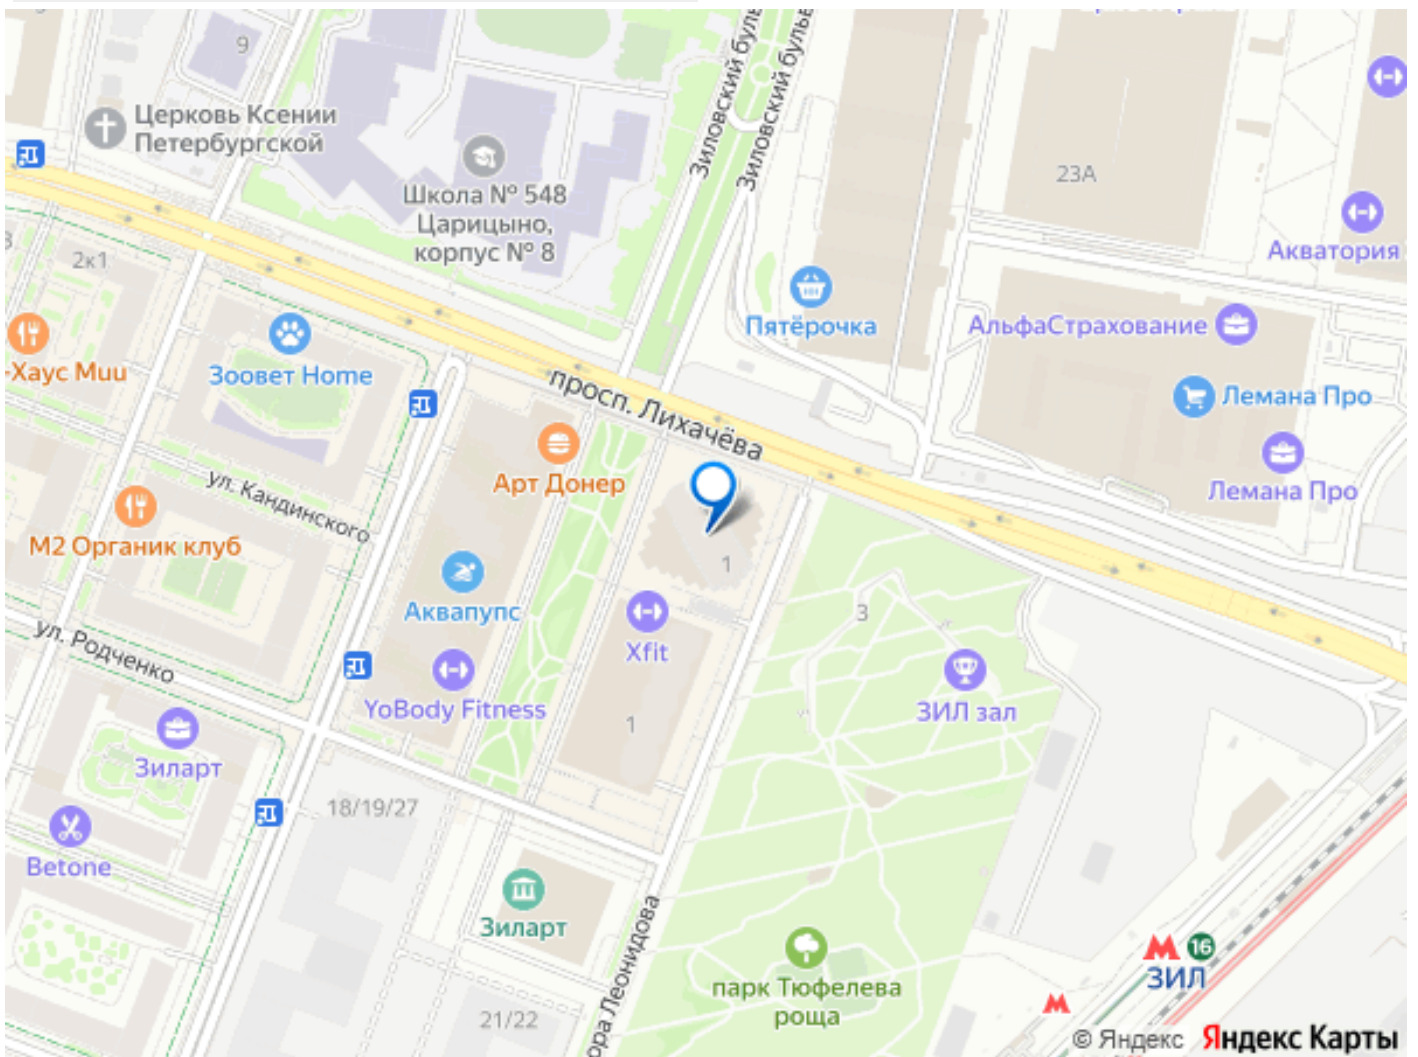 9
Церковь Ксении
Петербургской
Школа № 548
Царицыно,
корпус № 8
Зиловский буль
Зиловский бульв
23А
Акватория
2к1
3
Пятёрочка
АльфаСтрахование
-Хаус Muu
Зоовет Home
просп. Лихачёва
Лемана Про
Лемана Про
Арт Донер
ул. Кандинского
М2 Органик клуб
1
Аквапупс
3
Xfit
ул. Родченко
YoBody Fitness
ЗИЛ зал
1
Зиларт
18/19/27
Betone
Зиларт
ора Леонидова
16
ЗИЛ
парк Тюфелева
роща
21/22
© Яндекс Яндекс Карты